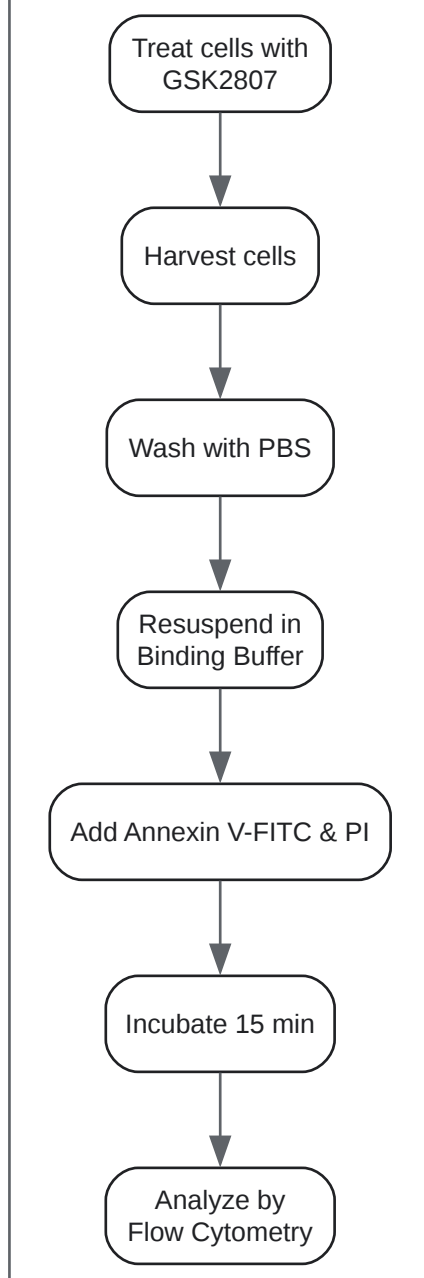 Treat cells with
GSK2807
Harvest cells
Wash with PBS
Resuspend in
Binding Buffer
Add Annexin V-FITC & PI
Incubate 15 min
Analyze by
Flow Cytometry